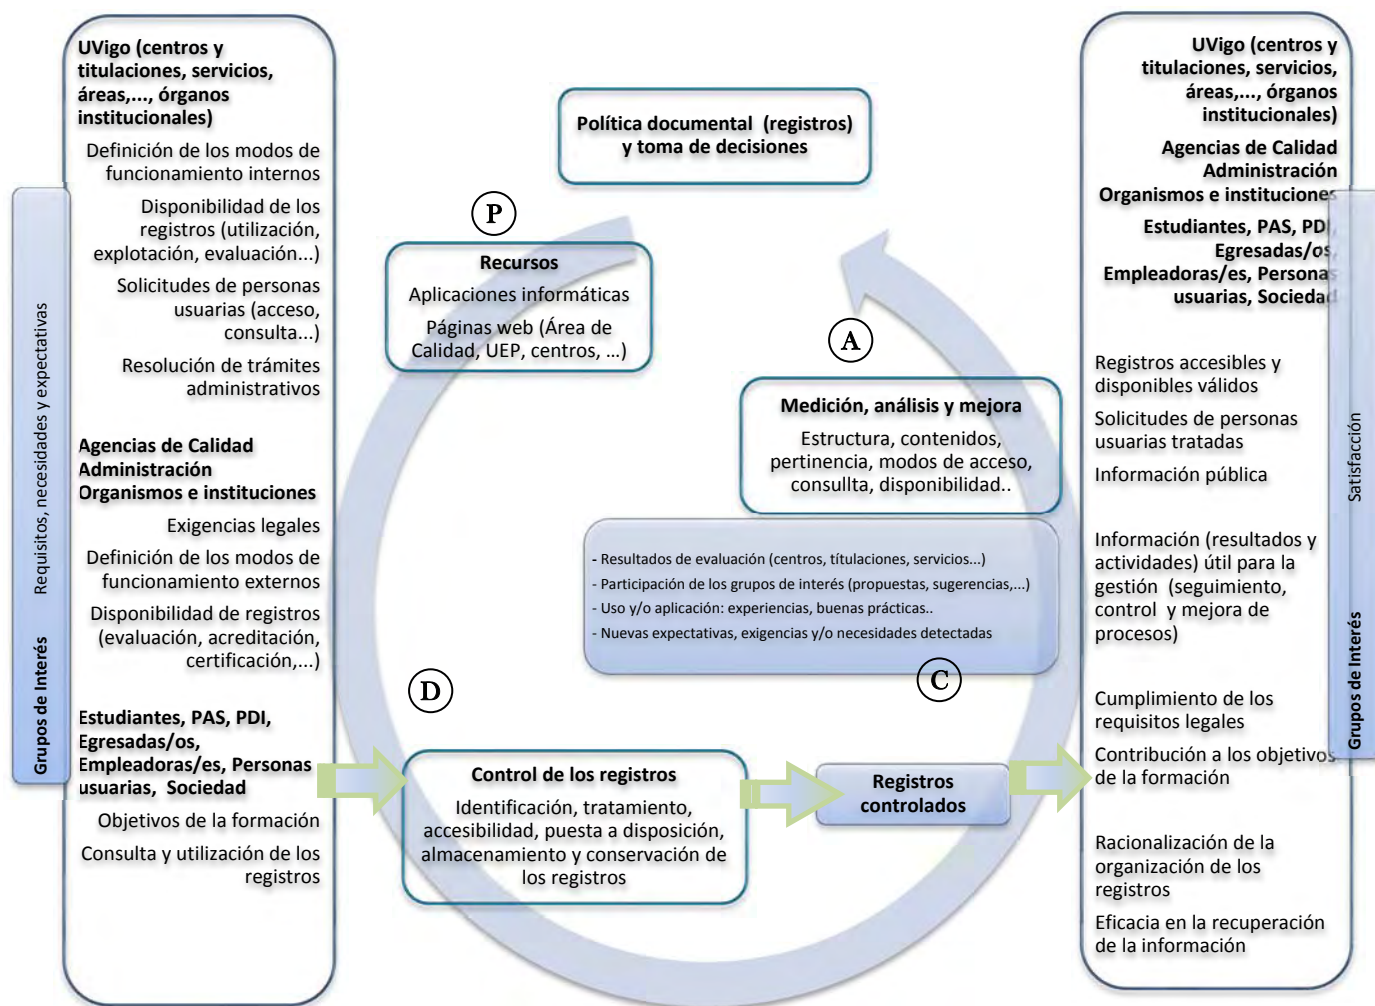 Grupos de Interés
Requisitos, necesidades y expectativas
UVigo (centros y
titulaciones, servicios,
áreas,..., órganos
institucionales)
Definición de los modos de
funcionamiento internos
Disponibilidad de los
registros (utilización,
explotación, evaluación...)
Solicitudes de personas
usuarias (acceso,
consulta...)
Resolución de trámites
administrativos
Agencias de Calidad
Administración
Organismos e instituciones
Exigencias legales
Definición de los modos de
funcionamiento externos
Disponibilidad de registros
(evaluación, acreditación,
certificación,...)
Estudiantes, PAS, PDI,
Egresadas/os,
Empleadoras/es, Personas
usuarias, Sociedad
Objetivos de la formación
Consulta y utilización de los
registros
Política documental (registros)
y toma de decisiones
P
Recursos
Aplicaciones informáticas
Páginas web (Área de
Calidad, UEP, centros, ...)
A
Medición, análisis y mejora
Estructura, contenidos,
pertinencia, modos de acceso,
consullta, disponibilidad..
- Resultados de evaluación (centros, títulaciones, servicios...)
- Participación de los grupos de interés (propuestas, sugerencias,...)
- Uso y/o aplicación: experiencias, buenas prácticas..
- Nuevas expectativas, exigencias y/o necesidades detectadas
D
C
Control de los registros
Identificación, tratamiento,
accesibilidad, puesta a disposición,
almacenamiento y conservación de
los registros
Registros
controlados
UVigo (centros y
titulaciones, servicios,
áreas,..., órganos
institucionales)
Agencias de Calidad
Administración
Organismos e instituciones
Estudiantes, PAS, PDI,
Egresadas/os,
Empleadoras/es, Personas
usuarias, Sociedad
Registros accesibles y
disponibles válidos
Solicitudes de personas
usuarias tratadas
Información pública
Información (resultados y
actividades) útil para la
gestión (seguimiento,
control y mejora de
procesos)
Cumplimiento de los
requisitos legales
Contribución a los objetivos
de la formación
Racionalización de la
organización de los
registros
Eficacia en la recuperación
de la información
Grupos de Interés
Satisfacción